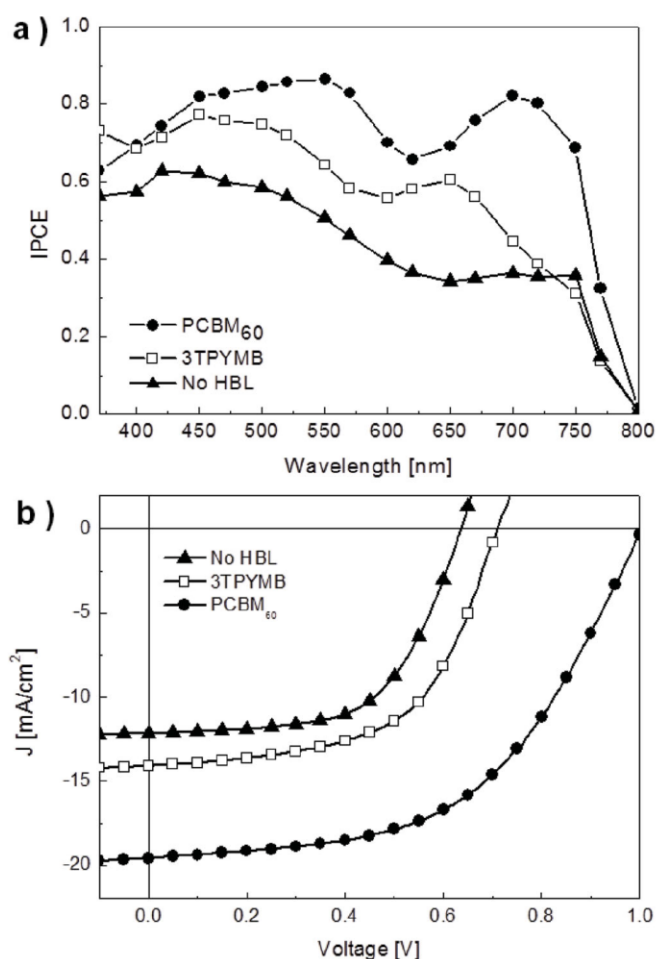 a )
1.0
0.8
0.6
0.4
0.2
0.0
IPCE
PCBM60
3TPYMB
No HBL
400 450 500 550 600 650 700 750 800
Wavelength [nm]
b )
0
-5
-10
-15
-20
J [mA/cm2]
No HBL
3TPYMB
PCBM60
0.0 0.2 0.4 0.6 0.8 1.0
Voltage [V]